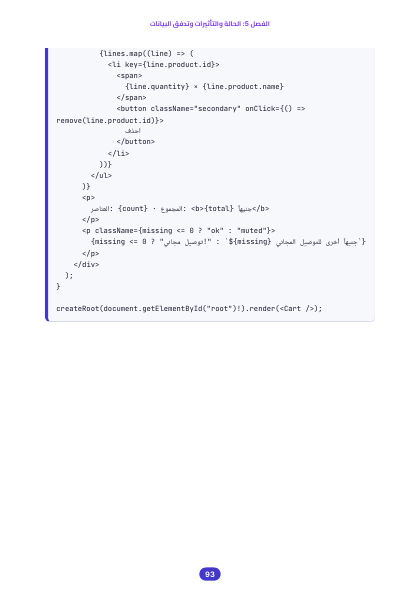 الفصل 5: الحالة والتأثيرات وتدفق البيانات
{lines.map((line) => (
<li key={line.product.id}>
<span>
{line.quantity} × {line.product.name}
</span>
<button className="secondary" onClick={() =>
remove(line.product.id)}>
احذف
</button>
</li>
))}
</ul>
)}
<p>
العناصر: {count} · المجموع: <b>{total} جنيهاً</b>
</p>
<p className={missing <= 0 ? "ok" : "muted"}>
{missing <= 0 ? "توصيل مجاني!" : `${missing} جنيهاً أخرى للتوصيل المجاني`}
</p>
</div>
);
}
createRoot(document.getElementById("root")!).render(<Cart />);
93